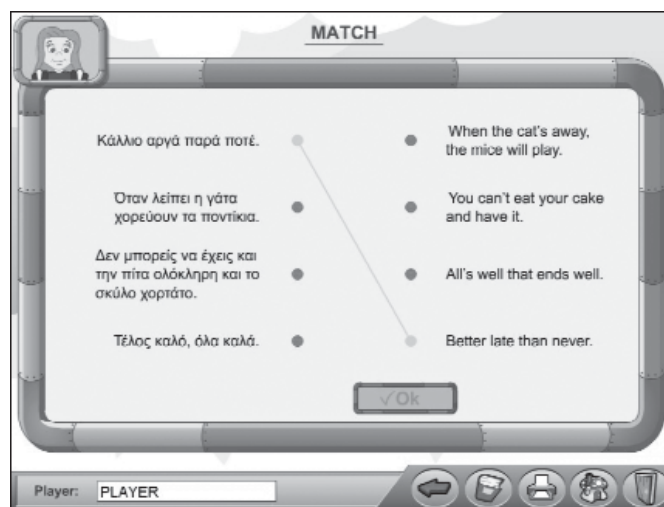 MATCH
Κάλλιο αργά παρά ποτέ.
When the cat's away,
the mice will play.
Όταν λείπει η γάτα
χορεύουν τα ποντίκια.
You can't eat your cake
and have it.
Δεν μπορείς να έχεις και
την πίτα ολόκληρη και το
σκύλο χορτάτο.
All's well that ends well.
Τέλος καλό, όλα καλά.
Better late than never.
✓Ok
Player: PLAYER